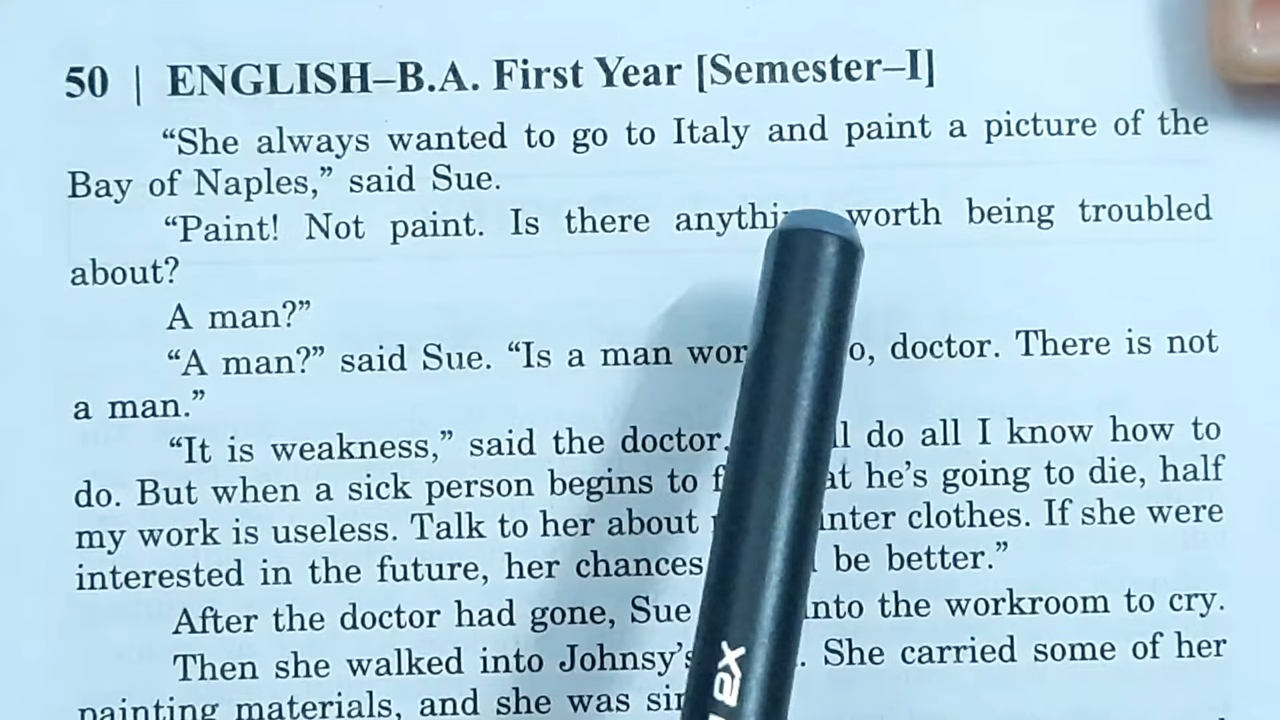 50 | ENGLISH–B.A. First Year [Semester–I]
“She always wanted to go to Italy and paint a picture of the
Bay of Naples,” said Sue.
“Paint! Not paint. Is there anythi worth being troubled
about?
A man?”
“A man?” said Sue. “Is a man wor o, doctor. There is not
a man.”
“It is weakness,” said the doctor. ll do all I know how to
do. But when a sick person begins to f at he’s going to die, half
my work is useless. Talk to her about inter clothes. If she were
interested in the future, her chances be better.”
After the doctor had gone, Sue nto the workroom to cry.
Then she walked into Johnsy’s . She carried some of her
painting materials, and she was sin
ex